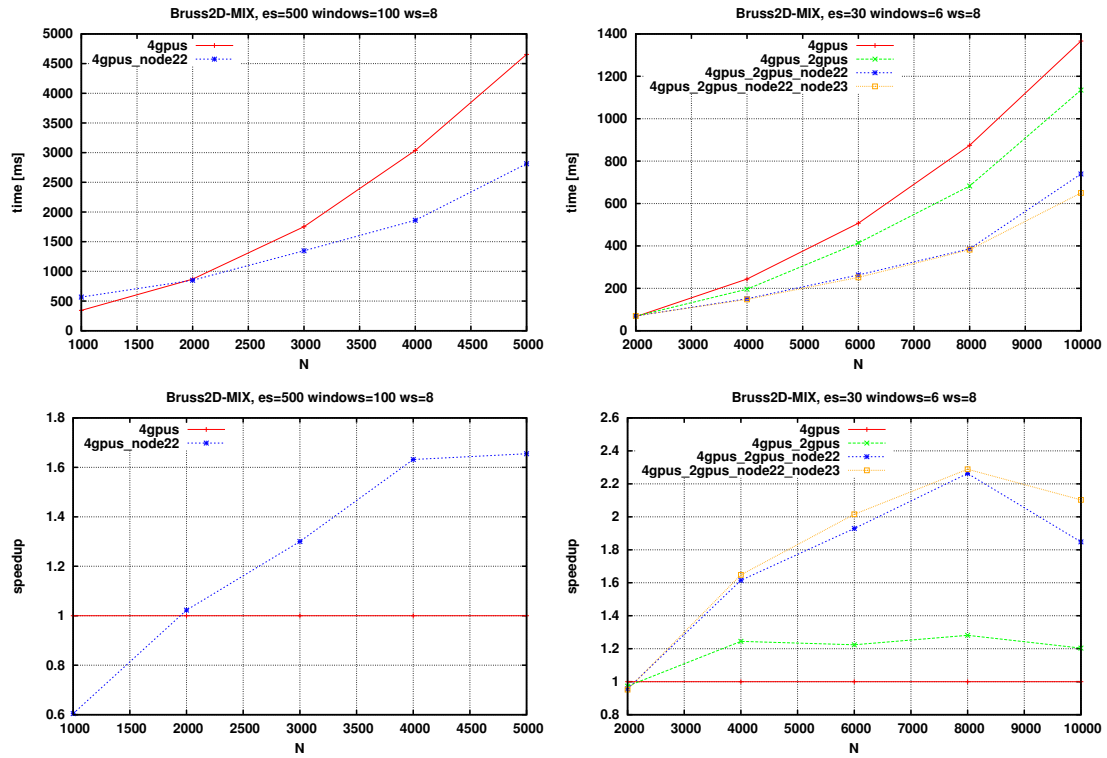 Bruss2D-MIX, es=500 windows=100 ws=8
5000
4500
4000
3500
3000
2500
2000
1500
1000
500
0
time [ms]
4gpus
4gpus_node22
1000 1500 2000 2500 3000 3500 4000 4500 5000
N
Bruss2D-MIX, es=30 windows=6 ws=8
1400
1200
1000
800
600
400
200
0
time [ms]
4gpus
4gpus_2gpus
4gpus_2gpus_node22
4gpus_2gpus_node22_node23
2000 3000 4000 5000 6000 7000 8000 9000 10000
N
Bruss2D-MIX, es=500 windows=100 ws=8
1.8
1.6
1.4
1.2
1
0.8
0.6
speedup
4gpus
4gpus_node22
1000 1500 2000 2500 3000 3500 4000 4500 5000
N
Bruss2D-MIX, es=30 windows=6 ws=8
2.6
2.4
2.2
2
1.8
1.6
1.4
1.2
1
0.8
speedup
4gpus
4gpus_2gpus
4gpus_2gpus_node22
4gpus_2gpus_node22_node23
2000 3000 4000 5000 6000 7000 8000 9000 10000
N